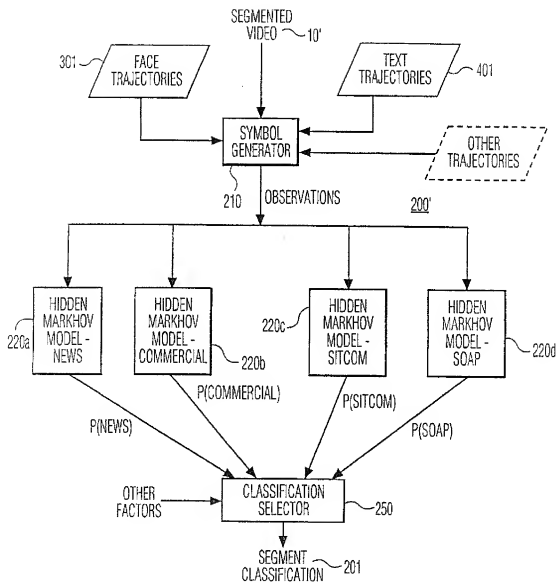 SEGMENTED
VIDEO
10'
301
FACE
TRAJECTORIES
TEXT
TRAJECTORIES
401
SYMBOL
GENERATOR
OTHER
TRAJECTORIES
210
OBSERVATIONS
200'
HIDDEN
MARKHOV
MODEL -
NEWS
220a
HIDDEN
MARKHOV
MODEL -
COMMERCIAL
220b
HIDDEN
MARKHOV
MODEL -
SITCOM
220c
HIDDEN
MARKHOV
MODEL -
SOAP
220d
P(NEWS)
P(COMMERCIAL)
P(SITCOM)
P(SOAP)
OTHER
FACTORS
CLASSIFICATION
SELECTOR
250
SEGMENT
CLASSIFICATION
201